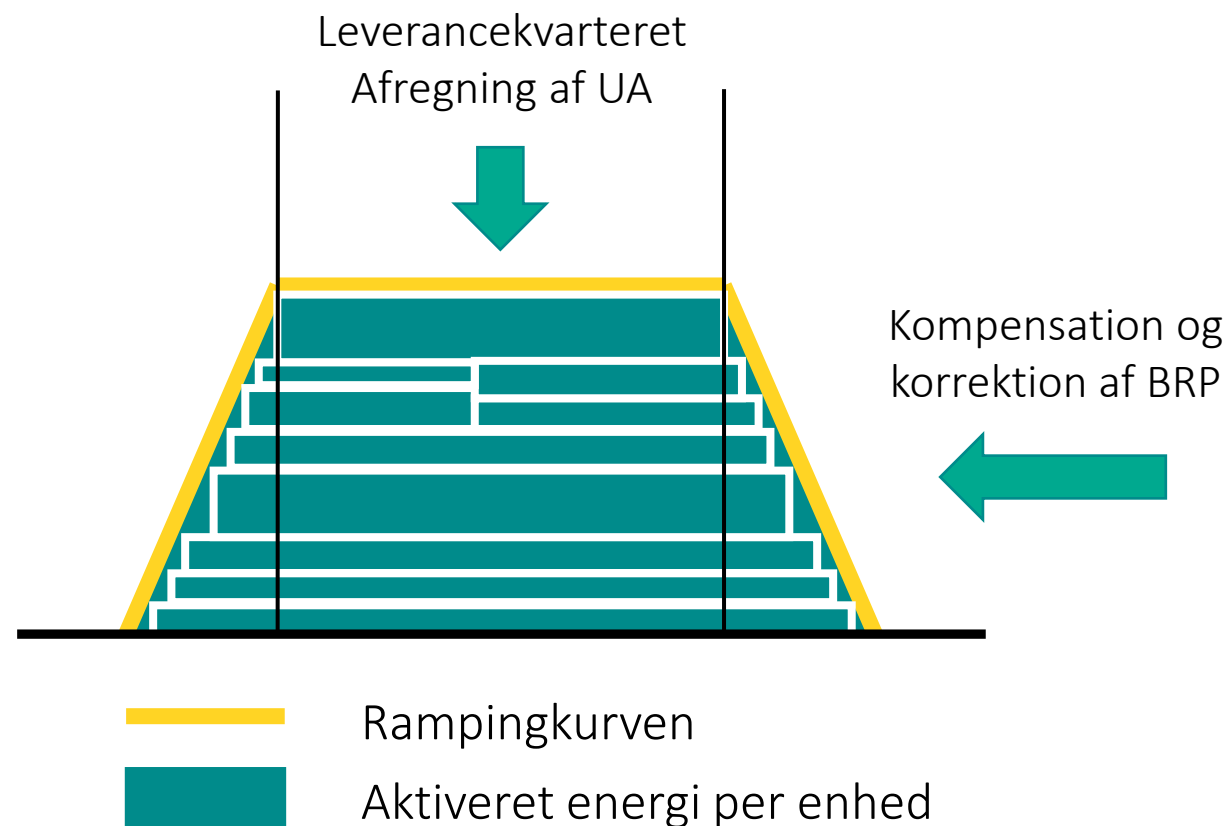 Leverancekvarteret
Afregning af UA
Kompensation og
korrektion af BRP
Rampingkurven
Aktiveret energi per enhed